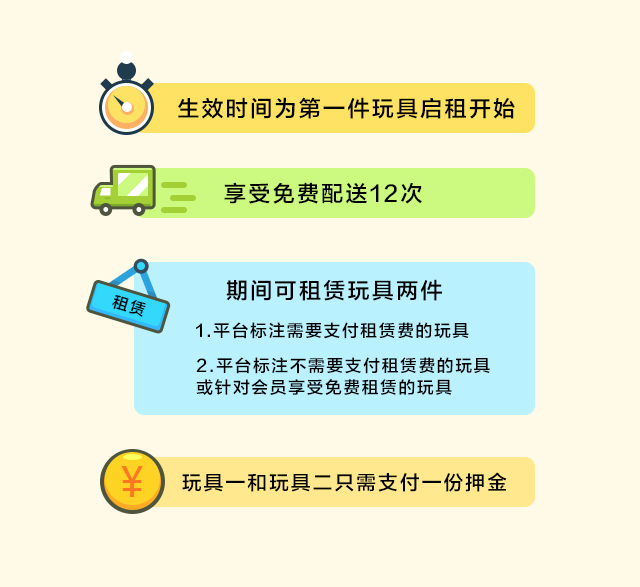 生效时间为第一件玩具启租开始
享受免费配送12次
租赁
期间可租赁玩具两件
1.平台标注需要支付租赁费的玩具
2.平台标注不需要支付租赁费的玩具
或针对会员享受免费租赁的玩具
¥
玩具一和玩具二只需支付一份押金